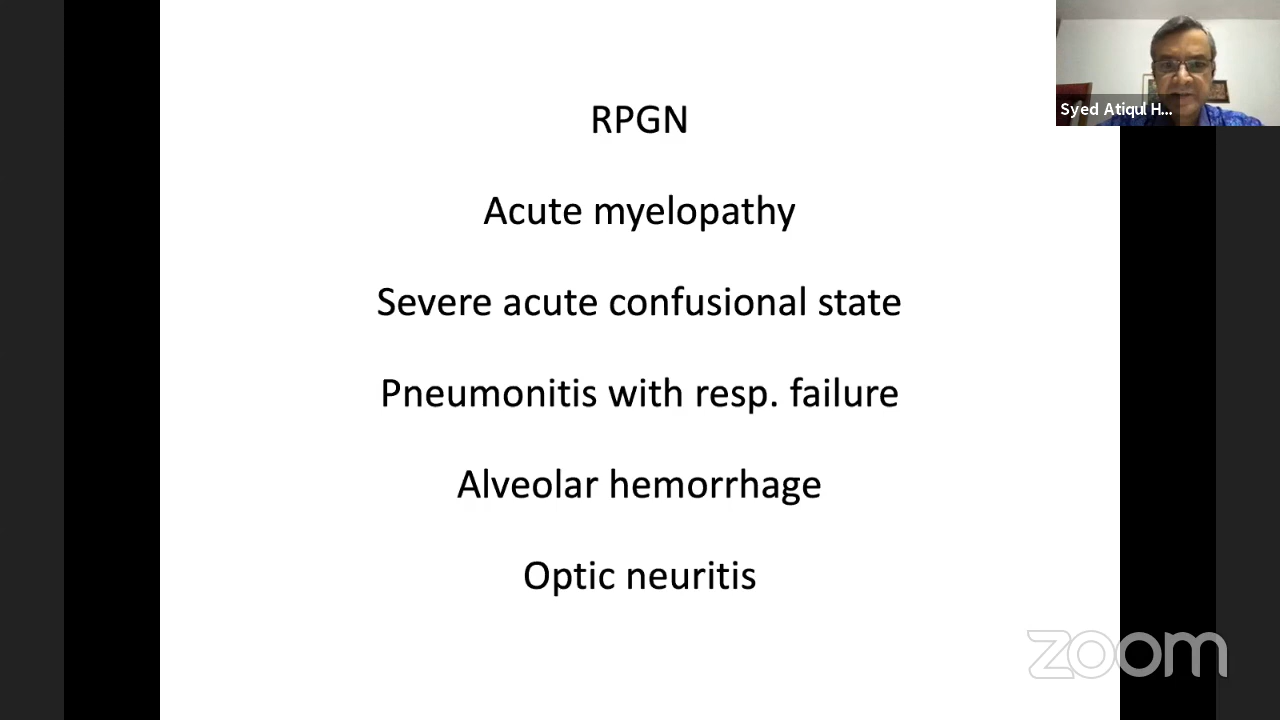 RPGN
Syed Atiqul H...
Acute myelopathy
Severe acute confusional state
Pneumonitis with resp. failure
Alveolar hemorrhage
Optic neuritis
zoom